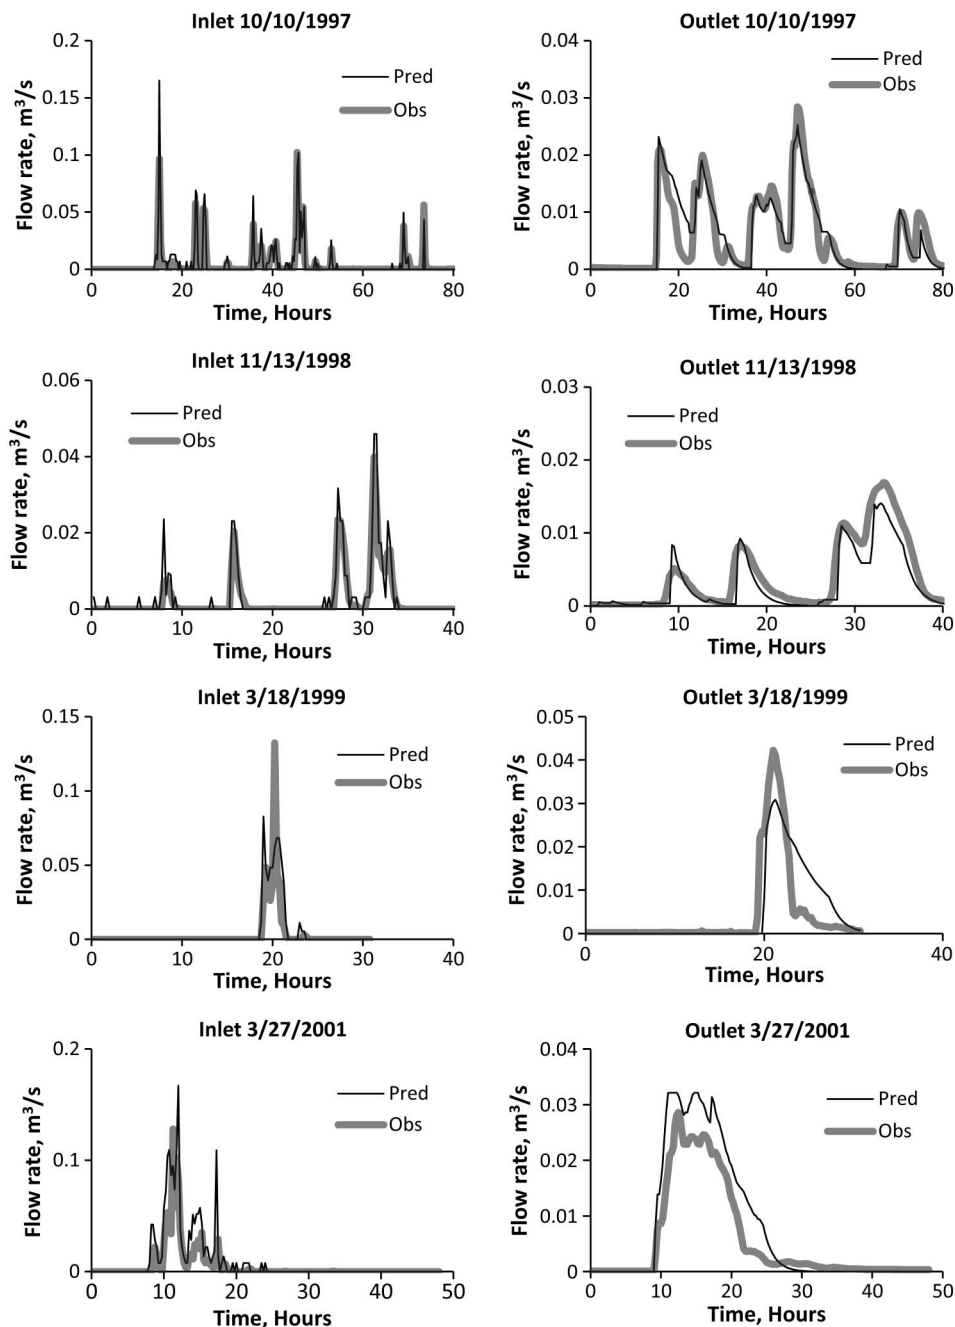 Inlet 10/10/1997
Flow rate, m³/s
0.2
0.15
0.1
0.05
0
0 20 40 60 80
Time, Hours
Pred
Obs
Outlet 10/10/1997
Flow rate, m³/s
0.04
0.03
0.02
0.01
0
0 20 40 60 80
Time, Hours
Pred
Obs
Inlet 11/13/1998
Flow rate, m³/s
0.06
0.04
0.02
0
0 10 20 30 40
Time, Hours
Pred
Obs
Outlet 11/13/1998
Flow rate, m³/s
0.03
0.02
0.01
0
0 10 20 30 40
Time, Hours
Pred
Obs
Inlet 3/18/1999
Flow rate, m³/s
0.15
0.1
0.05
0
0 10 20 30 40
Time, Hours
Pred
Obs
Outlet 3/18/1999
Flow rate, m³/s
0.05
0.04
0.03
0.02
0.01
0
0 20 40
Time, Hours
Pred
Obs
Inlet 3/27/2001
Flow rate, m³/s
0.2
0.1
0
0 10 20 30 40 50
Time, Hours
Pred
Obs
Outlet 3/27/2001
Flow rate, m³/s
0.04
0.03
0.02
0.01
0
0 10 20 30 40 50
Time, Hours
Pred
Obs